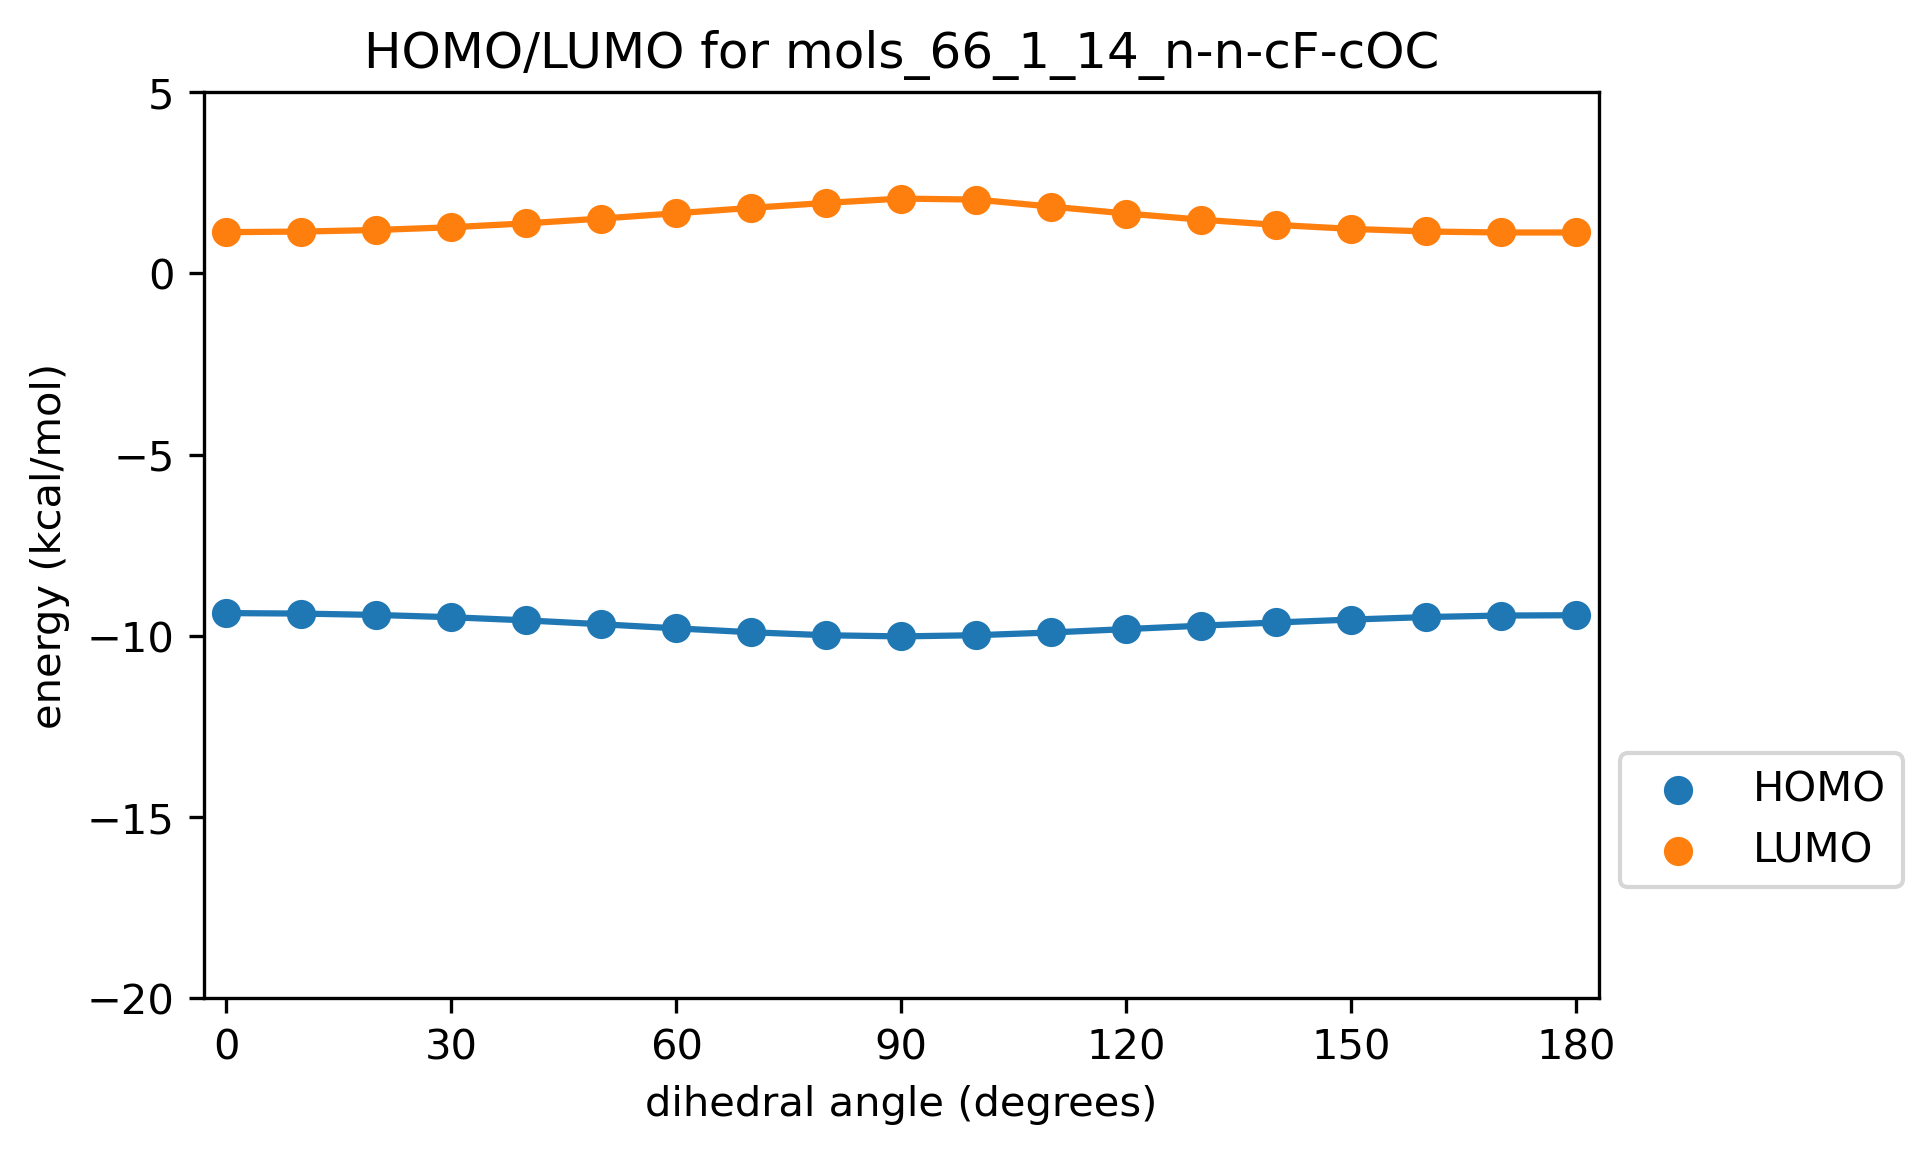 HOMO/LUMO for mols_66_1_14_n-n-cF-cOC
5
0
−5
−10
−15
−20
energy (kcal/mol)
0 30 60 90 120 150 180
dihedral angle (degrees)
HOMO
LUMO